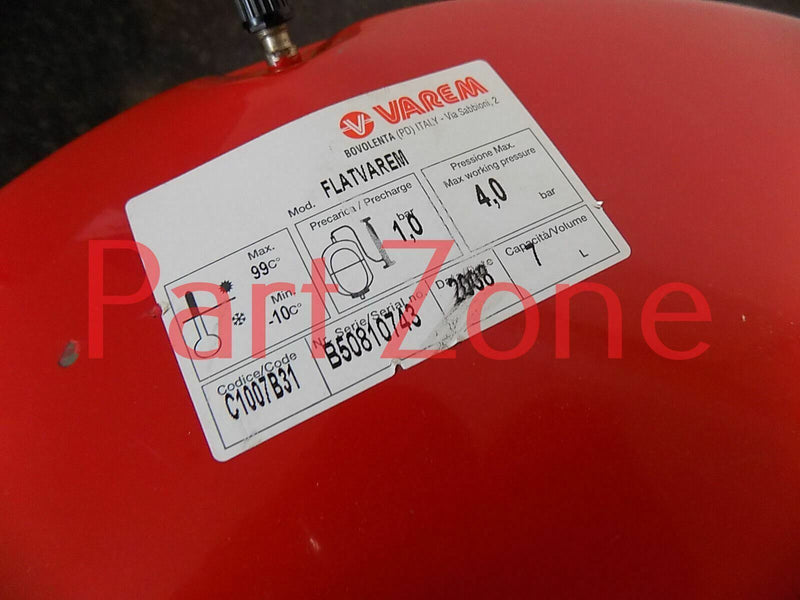 VAREM
BOVOLENTA (PD) ITALY - Via Sabbioni, 2
Mod. FLATVAREM
Max.
99C°
Min.
-10C°
Precarica / Precharge
1,0 bar
Pressione Max.
Max working pressure
4,0 bar
Codice/Code
C1007B31
Nr. Serie/Serial no.
B50810743
Capacità/Volume
7 L
Part Zone